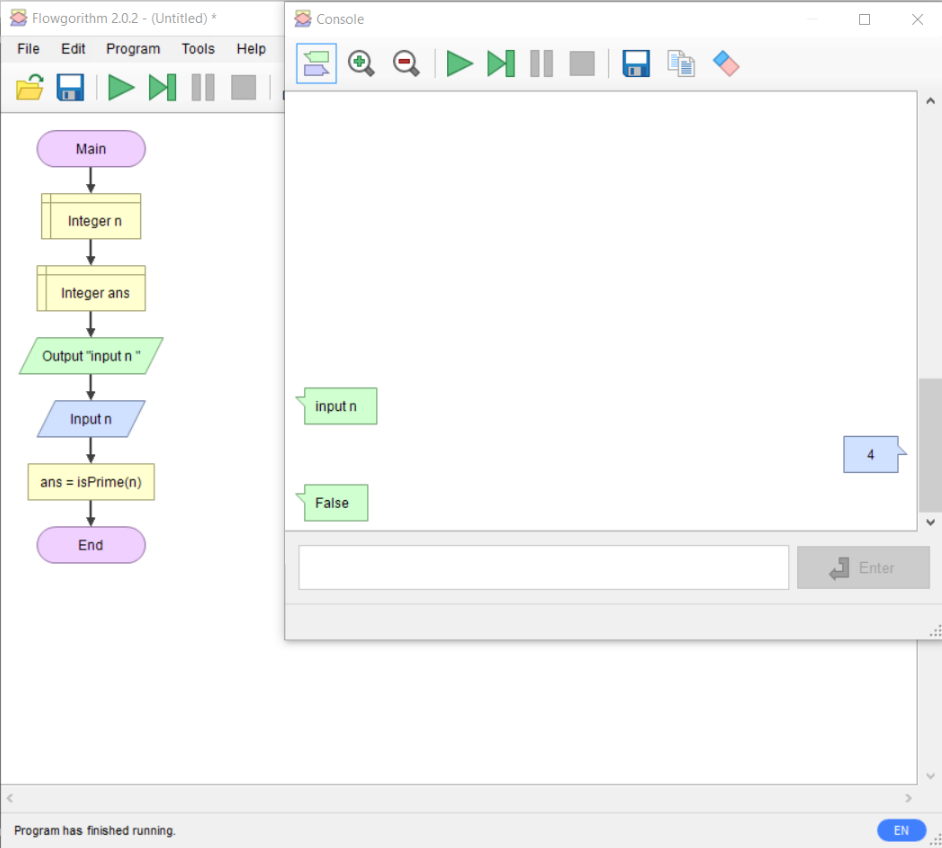 Flowgorithm 2.0.2 - (Untitled) *
File Edit Program Tools Help
Main
Integer n
Integer ans
Output "input n "
Input n
ans = isPrime(n)
End
Console
input n
4
False
Enter
Program has finished running.
EN